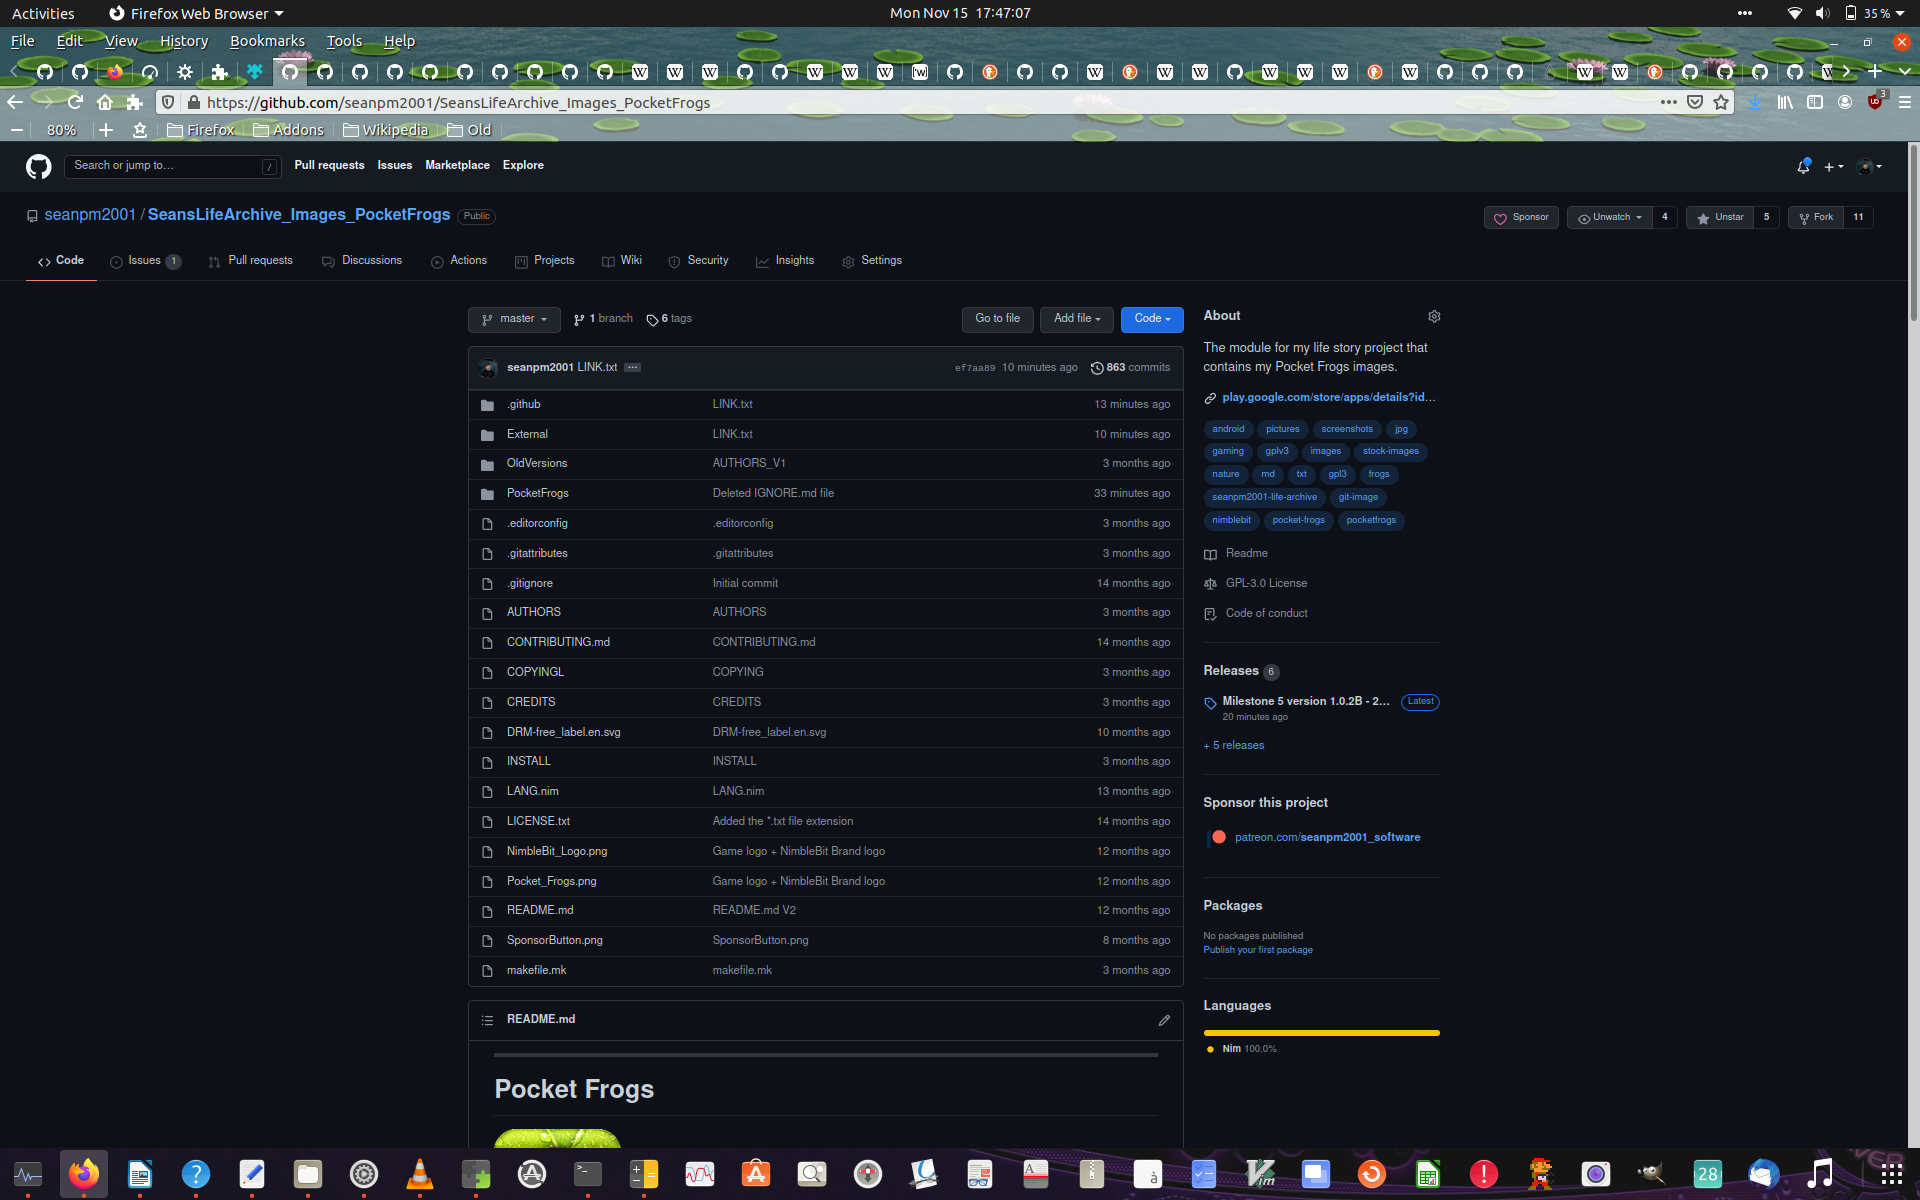 Activities Firefox Web Browser Mon Nov 15 17:47:07 35 %
File Edit View History Bookmarks Tools Help
https://github.com/seanpm2001/SeansLifeArchive_Images_PocketFrogs 3
80% Firefox Addons Wikipedia Old
Search or jump to… / Pull requests Issues Marketplace Explore
seanpm2001 / SeansLifeArchive_Images_PocketFrogs Public Sponsor Unwatch 4 Unstar 5 Fork 11
Code Issues 1 Pull requests Discussions Actions Projects Wiki Security Insights Settings
master 1 branch 6 tags Go to file Add file Code
seanpm2001 LINK.txt ··· ef7aa89 10 minutes ago 863 commits
.github LINK.txt 13 minutes ago
External LINK.txt 10 minutes ago
OldVersions AUTHORS_V1 3 months ago
PocketFrogs Deleted IGNORE.md file 33 minutes ago
.editorconfig .editorconfig 3 months ago
.gitattributes .gitattributes 3 months ago
.gitignore Initial commit 14 months ago
AUTHORS AUTHORS 3 months ago
CONTRIBUTING.md CONTRIBUTING.md 14 months ago
COPYINGL COPYING 3 months ago
CREDITS CREDITS 3 months ago
DRM-free_label.en.svg DRM-free_label.en.svg 10 months ago
INSTALL INSTALL 3 months ago
LANG.nim LANG.nim 13 months ago
LICENSE.txt Added the *.txt file extension 14 months ago
NimbleBit_Logo.png Game logo + NimbleBit Brand logo 12 months ago
Pocket_Frogs.png Game logo + NimbleBit Brand logo 12 months ago
README.md README.md V2 12 months ago
SponsorButton.png SponsorButton.png 8 months ago
makefile.mk makefile.mk 3 months ago
README.md
Pocket Frogs
About
The module for my life story project that
contains my Pocket Frogs images.
play.google.com/store/apps/details?id…
android pictures screenshots jpg
gaming gplv3 images stock-images
nature md txt gpl3 frogs
seanpm2001-life-archive git-image
nimblebit pocket-frogs pocketfrogs
Readme
GPL-3.0 License
Code of conduct
Releases 6
Milestone 5 version 1.0.2B - 2… Latest
20 minutes ago
+ 5 releases
Sponsor this project
patreon.com/seanpm2001_software
Packages
No packages published
Publish your first package
Languages
Nim 100.0%
28